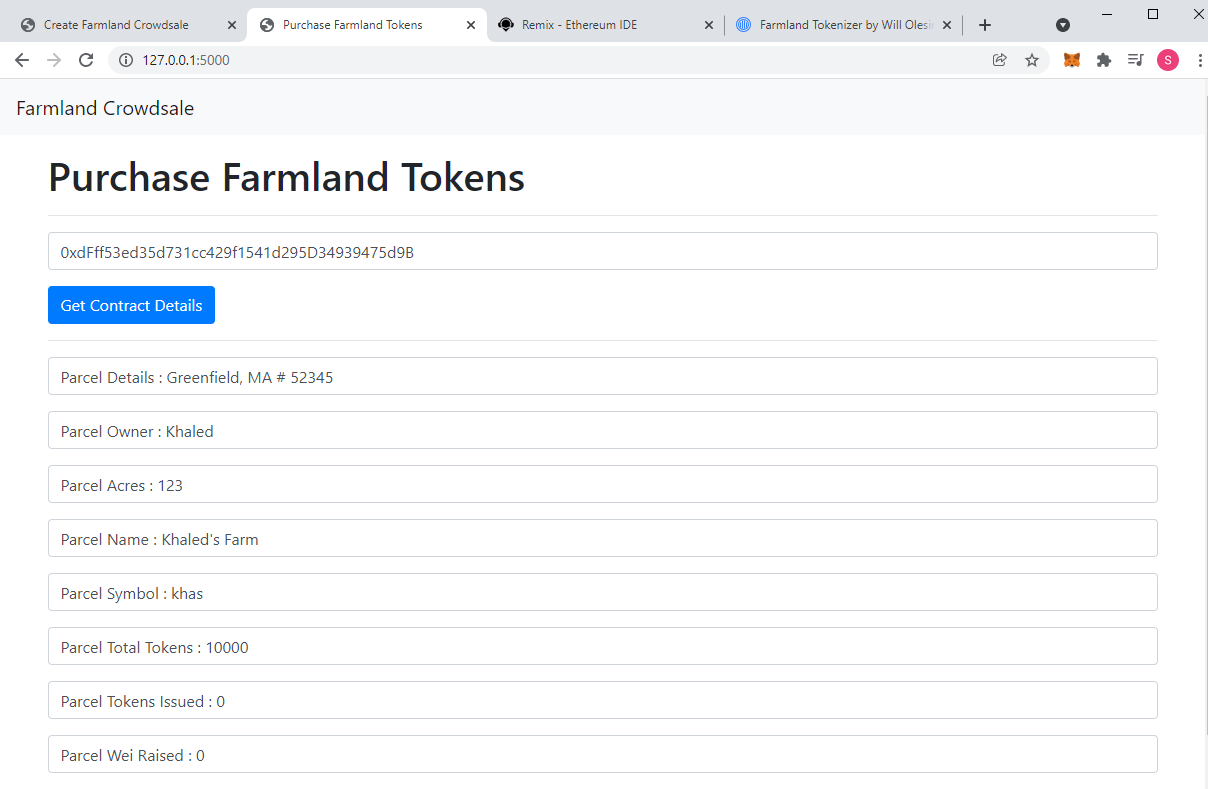 Create Farmland Crowdsale
Purchase Farmland Tokens
Remix - Ethereum IDE
Farmland Tokenizer by Will Olesin
127.0.0.1:5000
S
Farmland Crowdsale
Purchase Farmland Tokens
0xdFff53ed35d731cc429f1541d295D34939475d9B
Get Contract Details
Parcel Details : Greenfield, MA # 52345
Parcel Owner : Khaled
Parcel Acres : 123
Parcel Name : Khaled's Farm
Parcel Symbol : khas
Parcel Total Tokens : 10000
Parcel Tokens Issued : 0
Parcel Wei Raised : 0